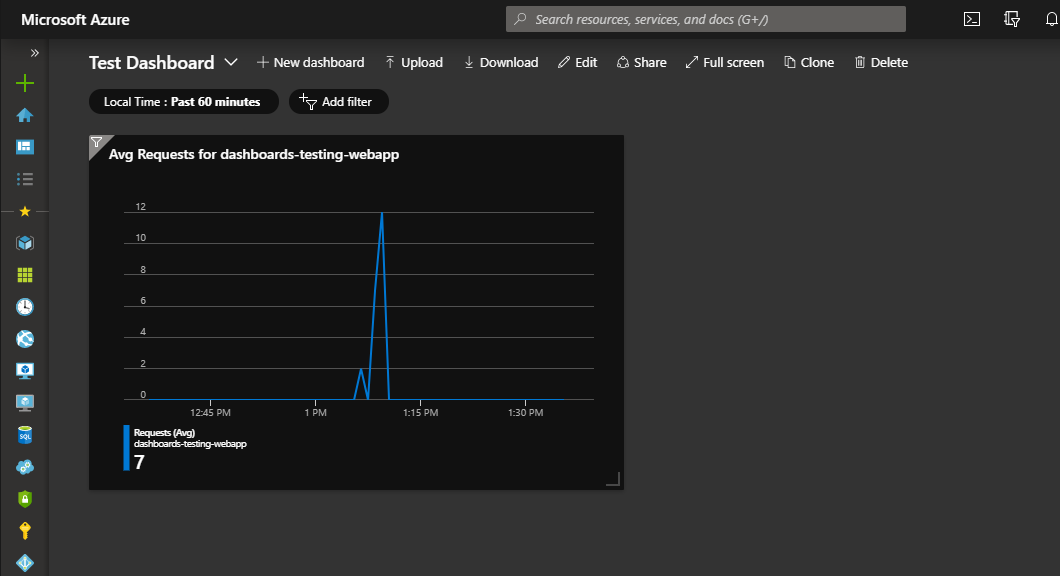 Microsoft Azure
Search resources, services, and docs (G+/)
Test Dashboard
New dashboard
Upload
Download
Edit
Share
Full screen
Clone
Delete
Local Time : Past 60 minutes
Add filter
Avg Requests for dashboards-testing-webapp
12
10
8
6
4
2
0
12:45 PM
1 PM
1:15 PM
1:30 PM
Requests (Avg)
dashboards-testing-webapp
7
SQL